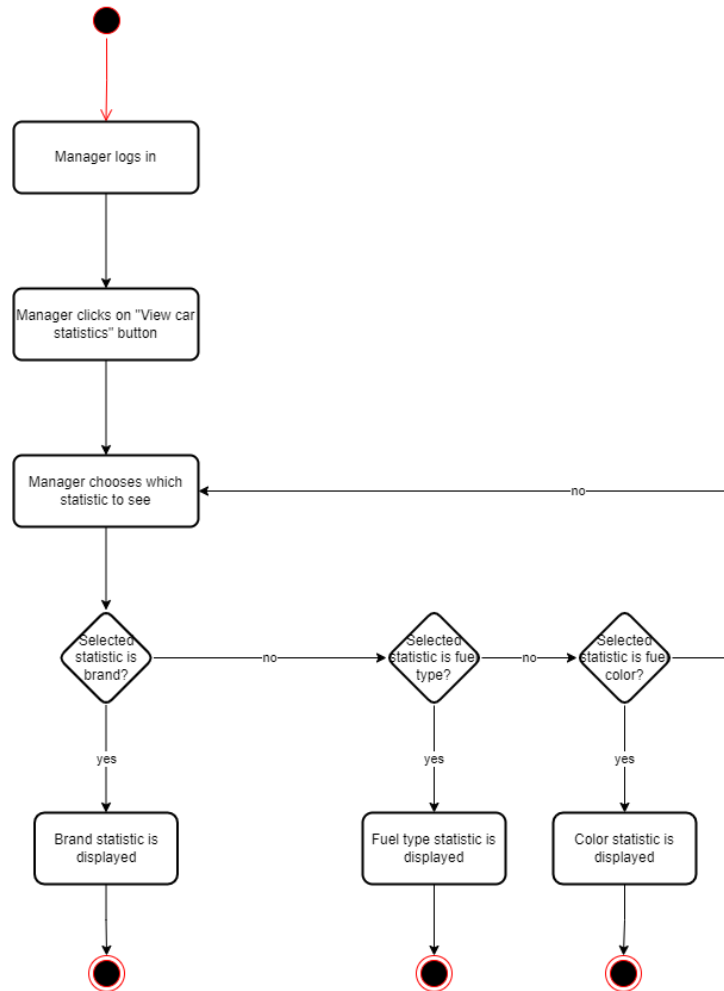 Manager logs in
Manager clicks on "View car
statistics" button
Manager chooses which
statistic to see
no
Selected
statistic is
brand?
no
Selected
statistic is fuel
type?
no
Selected
statistic is fuel
color?
yes
yes
yes
Brand statistic is
displayed
Fuel type statistic is
displayed
Color statistic is
displayed